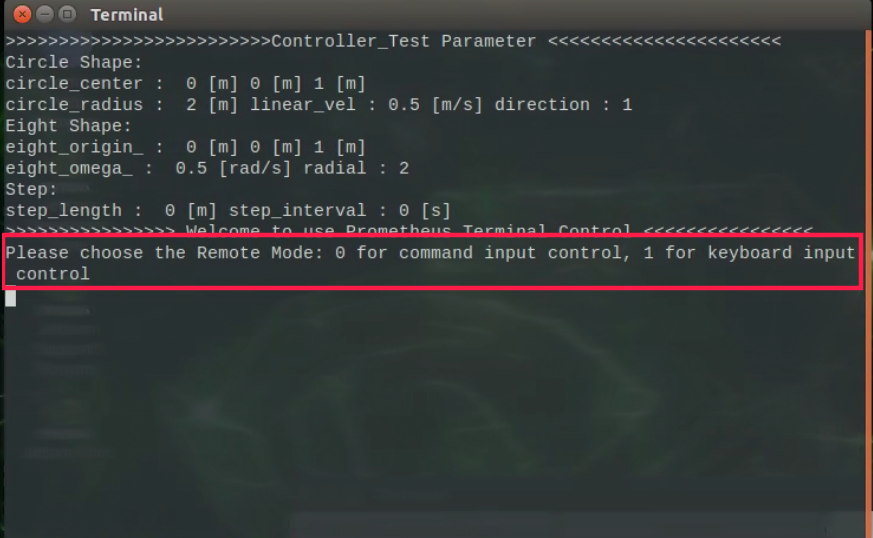 Terminal
>>>>>>>>>>>>>>>>>>>>>>>>>Controller_Test Parameter <<<<<<<<<<<<<<<<<<<<<<
Circle Shape:
circle_center :  0 [m] 0 [m] 1 [m]
circle_radius :  2 [m] linear_vel : 0.5 [m/s] direction : 1
Eight Shape:
eight_origin_ :  0 [m] 0 [m] 1 [m]
eight_omega_ :  0.5 [rad/s] radial : 2
Step:
step_length :  0 [m] step_interval : 0 [s]
>>>>>>>>>>>>>>>> Welcome to use Prometheus Terminal Control <<<<<<<<<<<<<<<<
Please choose the Remote Mode: 0 for command input control, 1 for keyboard input
 control